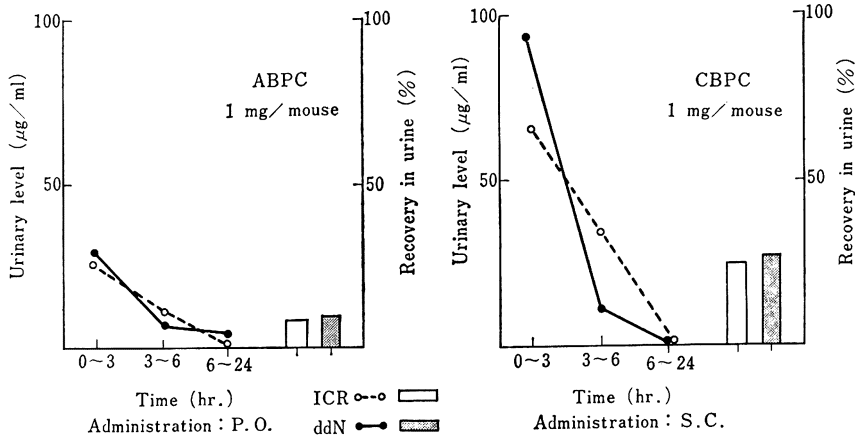 100
50
Urinary level (μg/ml)
100
50
Recovery in urine (%)
ABPC
1 mg/mouse
0~3 3~6 6~24
Time (hr.)
Administration : P.O.
100
50
Urinary level (μg/ml)
100
50
Recovery in urine (%)
CBPC
1 mg/mouse
0~3 3~6 6~24
Time (hr.)
Administration : S.C.
ICR
ddN